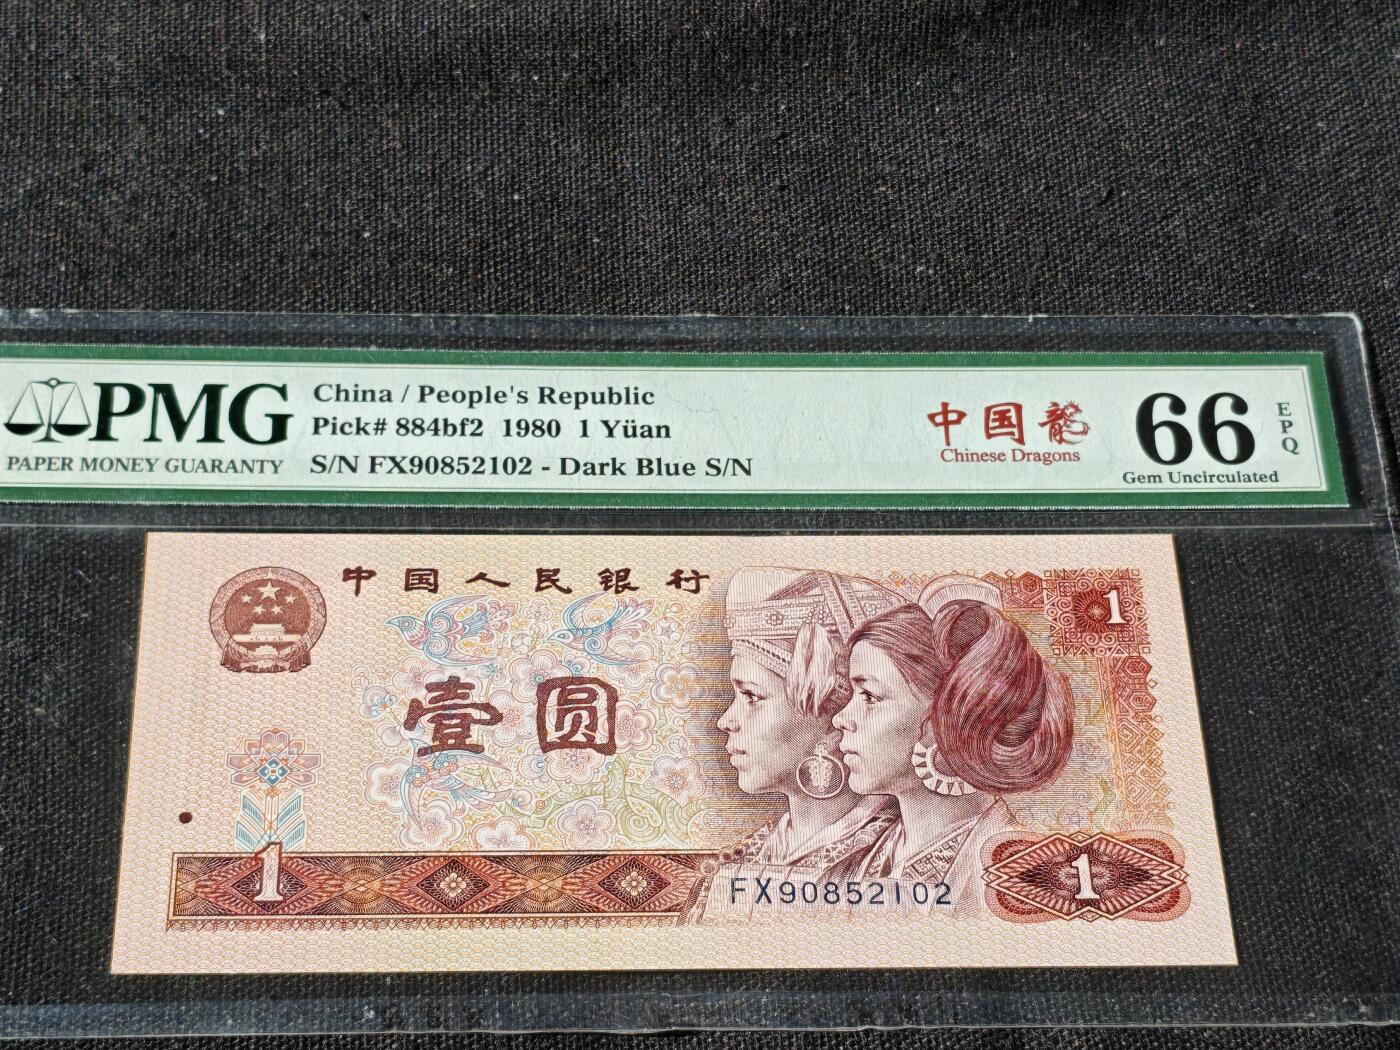 PMG
PAPER MONEY GUARANTY
China / People's Republic
Pick# 884bf2 1980 1 Yüan
S/N FX90852102 - Dark Blue S/N
中国龍
Chinese Dragons
66
EPQ
Gem Uncirculated
中国人民银行
1
壹圆
1
FX90852102
1